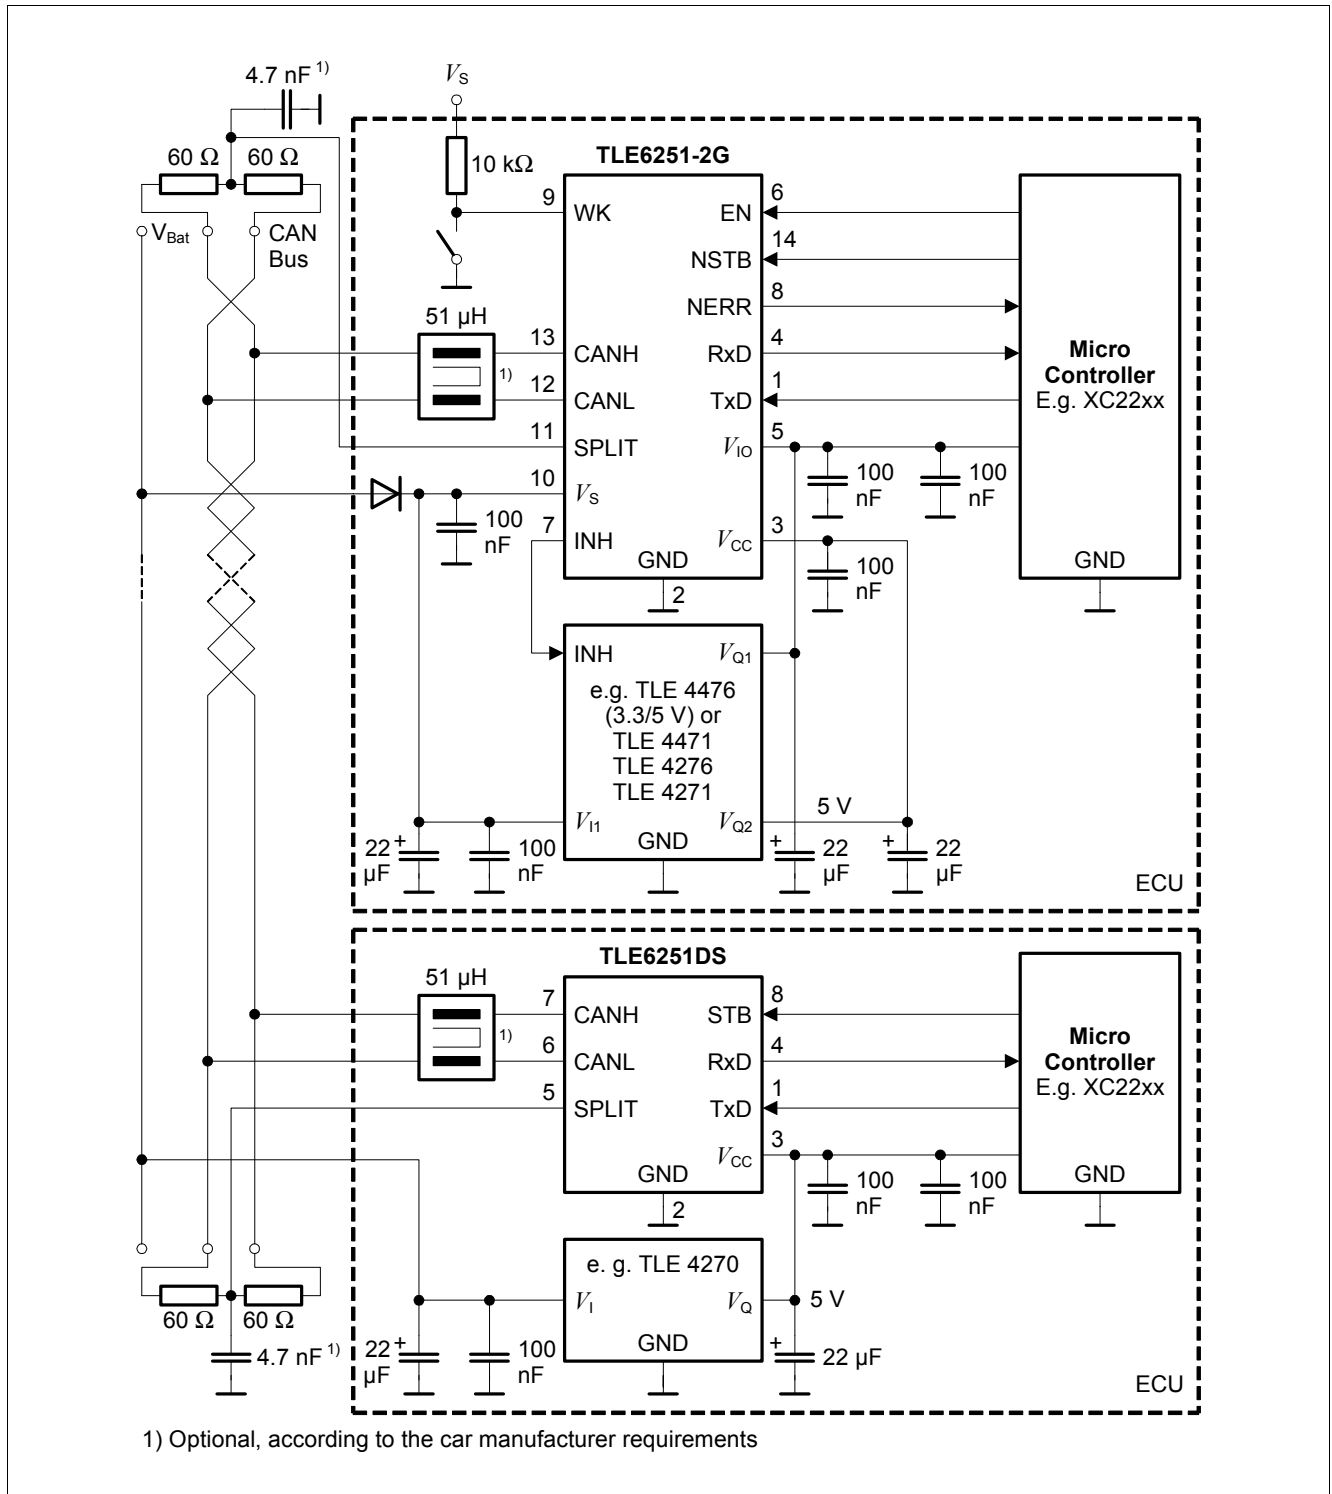 4.7 nF 1)
VS
60 Ω 60 Ω
10 kΩ
TLE6251-2G
VBat
CAN
Bus
9 WK
EN 6
NSTB 14
NERR 8
51 µH
1)
13 CANH
RxD 4
12 CANL
TxD 1
11 SPLIT
VIO 5
10 VS
7 INH
VCC 3
GND
2
100
nF
100
nF
100
nF
100
nF
Micro
Controller
E.g. XC22xx
GND
INH
VQ1
e.g. TLE 4476
(3.3/5 V) or
TLE 4471
TLE 4276
TLE 4271
VI1
VQ2
5 V
GND
22
µF
+
100
nF
+
22
µF
+
22
µF
ECU
TLE6251DS
51 µH
1)
7 CANH
STB 8
6 CANL
RxD 4
5 SPLIT
TxD 1
VCC 3
GND
2
100
nF
100
nF
Micro
Controller
E.g. XC22xx
GND
e. g. TLE 4270
VI
VQ
5 V
GND
60 Ω 60 Ω
4.7 nF 1)
22
µF
+
100
nF
+
22 µF
ECU
1) Optional, according to the car manufacturer requirements